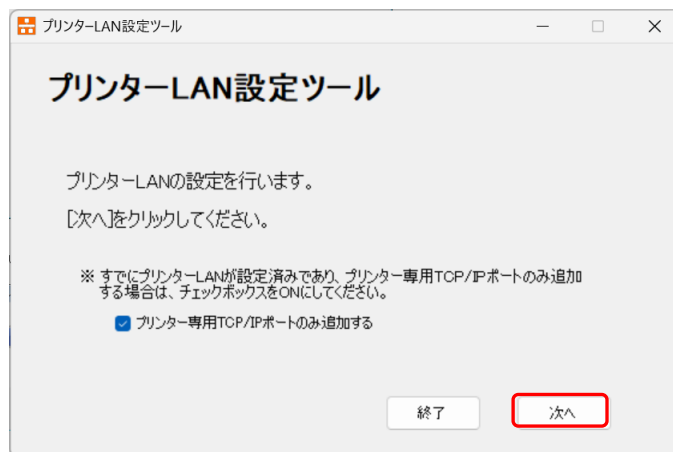 プリンターLAN設定ツール
プリンターLAN設定ツール
プリンターLANの設定を行います。
[次へ]をクリックしてください。
※ すでにプリンターLANが設定済みであり、プリンター専用TCP/IPポートのみ追加
する場合は、チェックボックスをONにしてください。
プリンター専用TCP/IPポートのみ追加する
終了
次へ